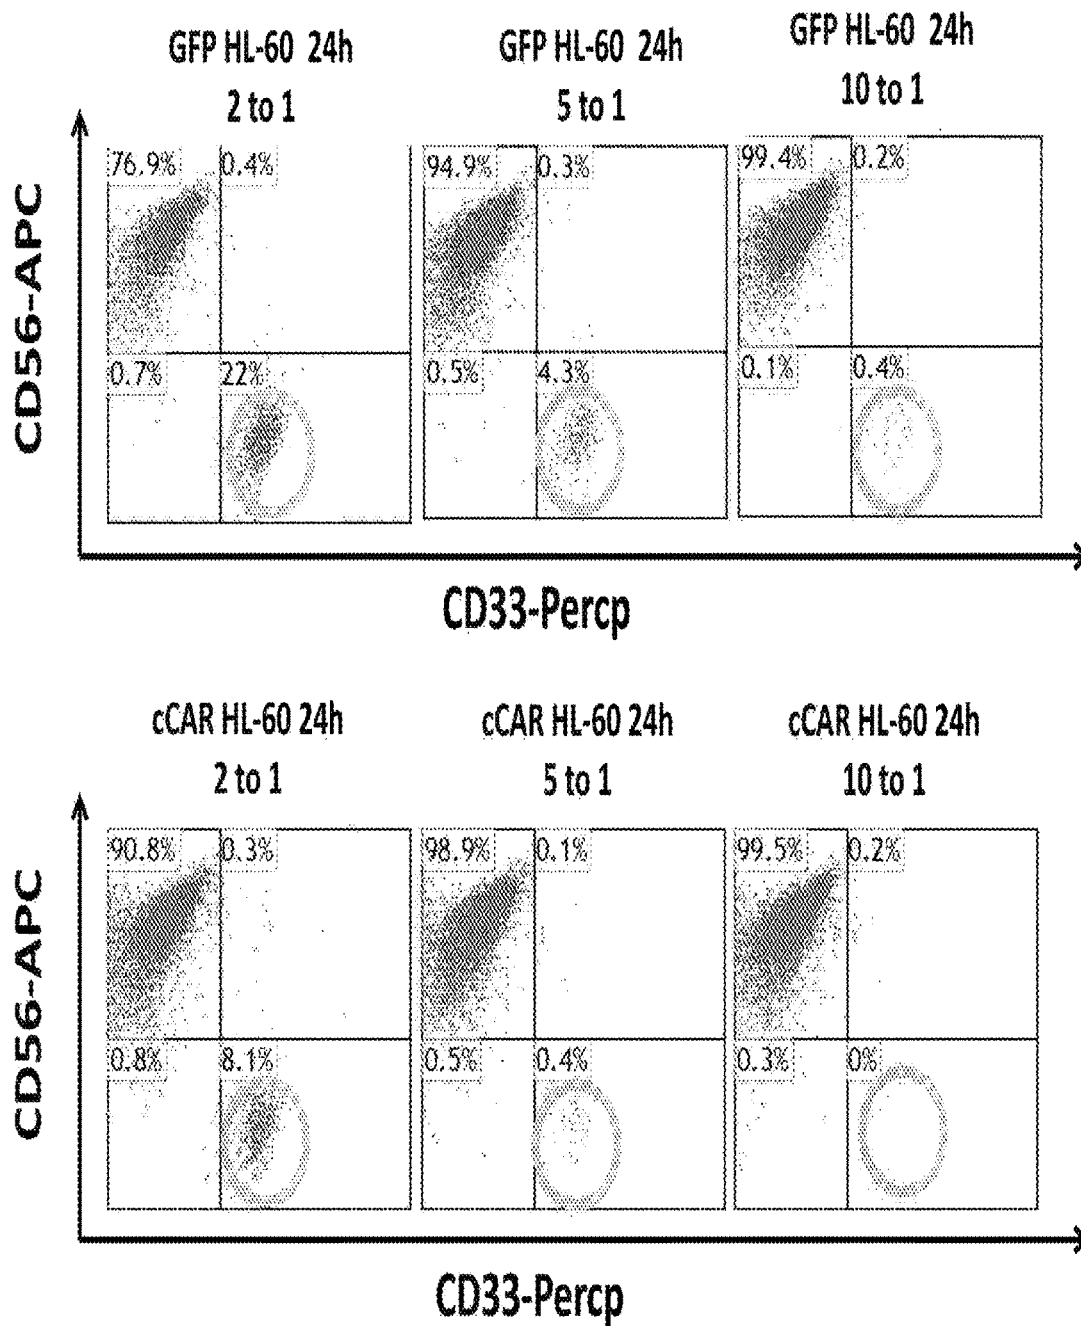 GFP HL-60 24h
2 to 1
GFP HL-60 24h
5 to 1
GFP HL-60 24h
10 to 1
CD56-APC
76.9% 0.4%
0.7% 22%
94.9% 0.3%
0.5% 4.3%
99.4% 0.2%
0.1% 0.4%
CD33-Percp
cCAR HL-60 24h
2 to 1
cCAR HL-60 24h
5 to 1
cCAR HL-60 24h
10 to 1
CD56-APC
90.8% 0.3%
0.8% 8.1%
98.9% 0.1%
0.5% 0.4%
99.5% 0.2%
0.3% 0%
CD33-Percp